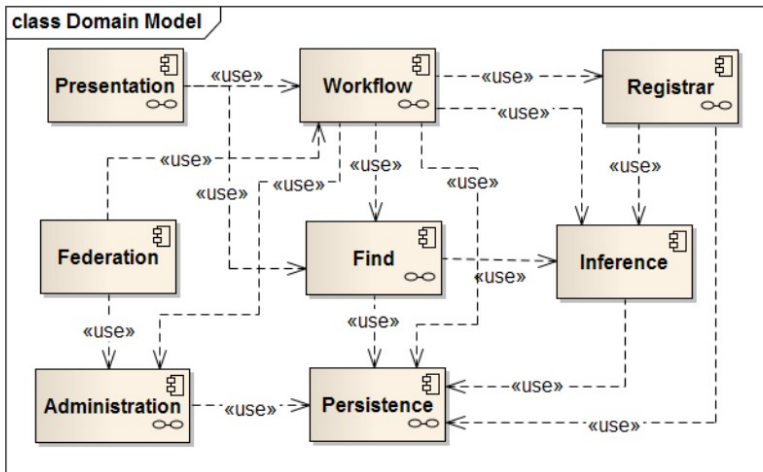 class Domain Model
Presentation
«use»
Workflow
«use»
Registrar
«use»
«use»
«use»
«use»
«use»
«use»
«use»
Federation
Find
«use»
Inference
«use»
«use»
«use»
Administration
«use»
Persistence
«use»
«use»